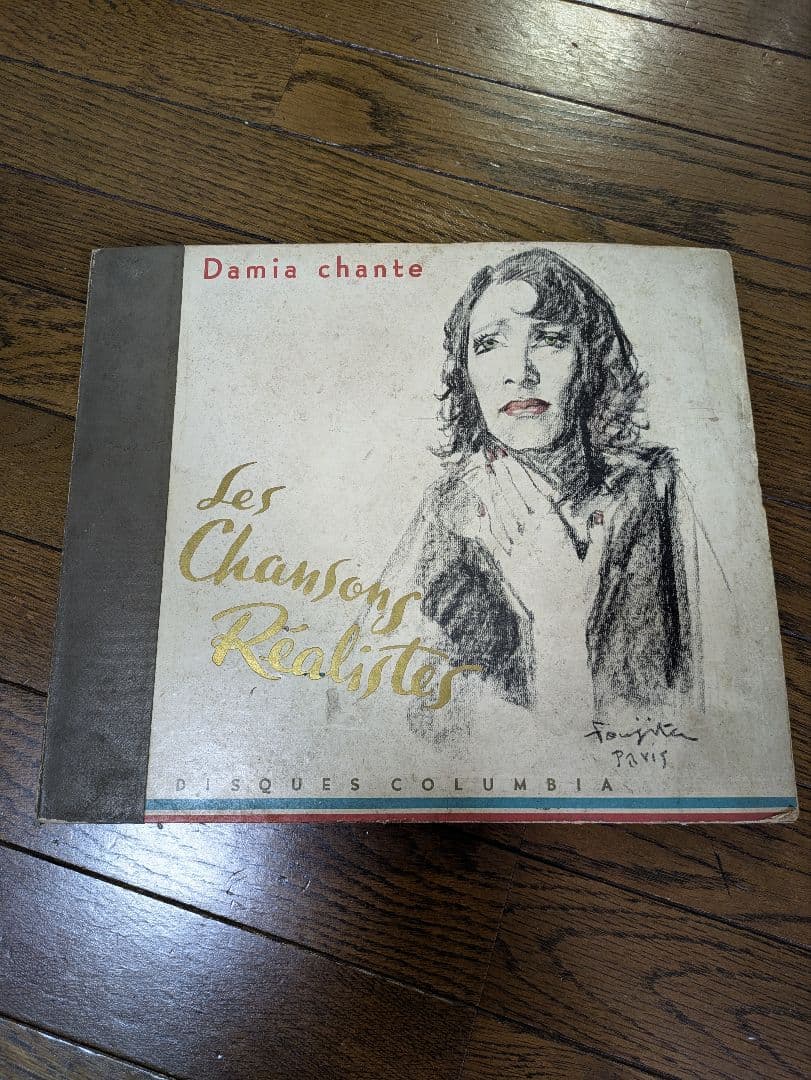 Damia chante
Les
Chansons
Réalistes
Foujita
Paris
DISQUES COLUMBIA